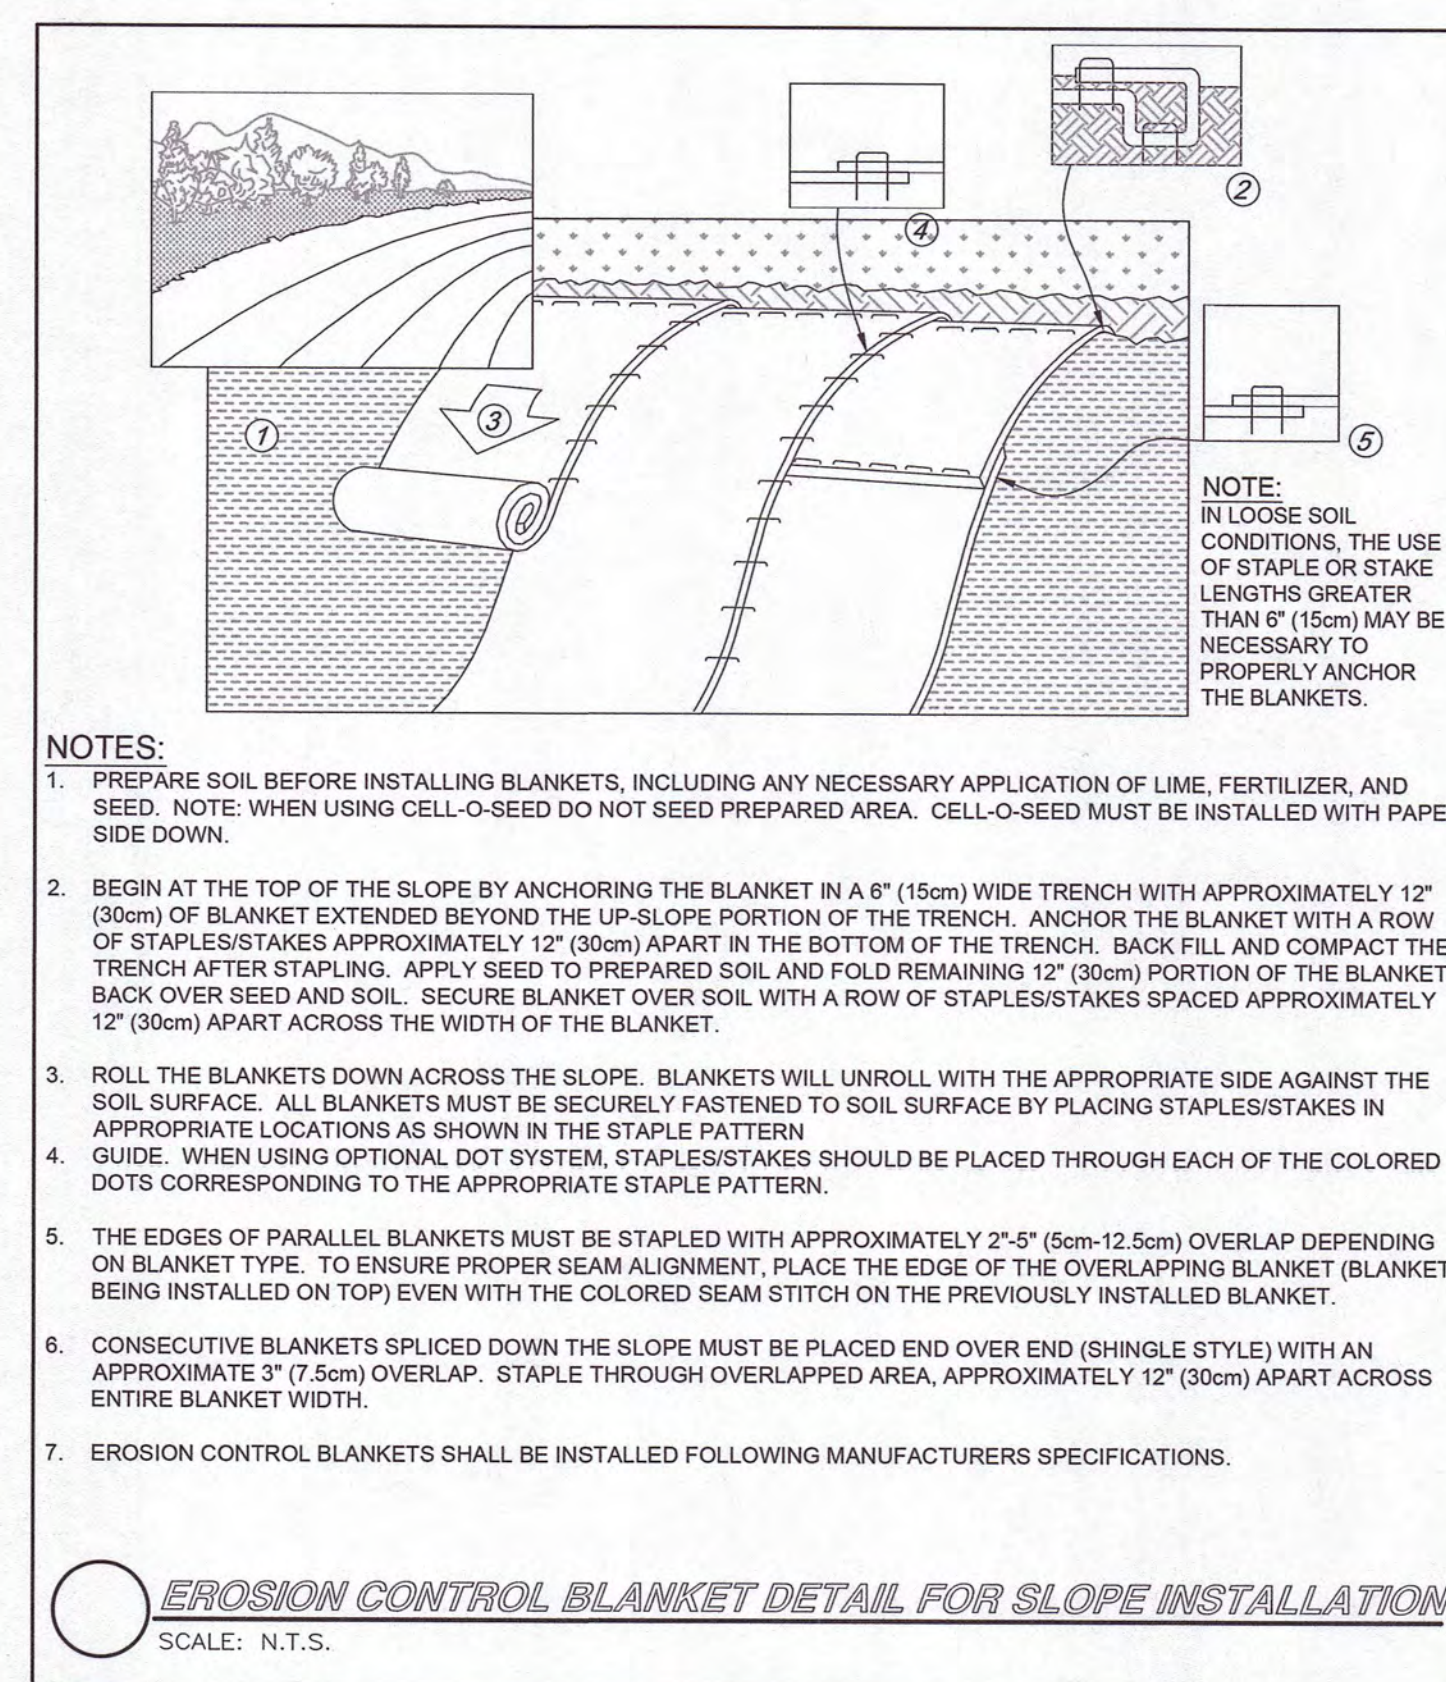 2
4
5
1
3
NOTE:
IN LOOSE SOIL
CONDITIONS, THE USE
OF STAPLE OR STAKE
LENGTHS GREATER
THAN 6" (15cm) MAY BE
NECESSARY TO
PROPERLY ANCHOR
THE BLANKETS.
NOTES:
1. PREPARE SOIL BEFORE INSTALLING BLANKETS, INCLUDING ANY NECESSARY APPLICATION OF LIME, FERTILIZER, AND
SEED. NOTE: WHEN USING CELL-O-SEED DO NOT SEED PREPARED AREA. CELL-O-SEED MUST BE INSTALLED WITH PAPE
SIDE DOWN.
2. BEGIN AT THE TOP OF THE SLOPE BY ANCHORING THE BLANKET IN A 6" (15cm) WIDE TRENCH WITH APPROXIMATELY 12"
(30cm) OF BLANKET EXTENDED BEYOND THE UP-SLOPE PORTION OF THE TRENCH. ANCHOR THE BLANKET WITH A ROW
OF STAPLES/STAKES APPROXIMATELY 12" (30cm) APART IN THE BOTTOM OF THE TRENCH. BACK FILL AND COMPACT THE
TRENCH AFTER STAPLING. APPLY SEED TO PREPARED SOIL AND FOLD REMAINING 12" (30cm) PORTION OF THE BLANKET
BACK OVER SEED AND SOIL. SECURE BLANKET OVER SOIL WITH A ROW OF STAPLES/STAKES SPACED APPROXIMATELY
12" (30cm) APART ACROSS THE WIDTH OF THE BLANKET.
3. ROLL THE BLANKETS DOWN ACROSS THE SLOPE. BLANKETS WILL UNROLL WITH THE APPROPRIATE SIDE AGAINST THE
SOIL SURFACE. ALL BLANKETS MUST BE SECURELY FASTENED TO SOIL SURFACE BY PLACING STAPLES/STAKES IN
APPROPRIATE LOCATIONS AS SHOWN IN THE STAPLE PATTERN
4. GUIDE. WHEN USING OPTIONAL DOT SYSTEM, STAPLES/STAKES SHOULD BE PLACED THROUGH EACH OF THE COLORED
DOTS CORRESPONDING TO THE APPROPRIATE STAPLE PATTERN.
5. THE EDGES OF PARALLEL BLANKETS MUST BE STAPLED WITH APPROXIMATELY 2"-5" (5cm-12.5cm) OVERLAP DEPENDING
ON BLANKET TYPE. TO ENSURE PROPER SEAM ALIGNMENT, PLACE THE EDGE OF THE OVERLAPPING BLANKET (BLANKET
BEING INSTALLED ON TOP) EVEN WITH THE COLORED SEAM STITCH ON THE PREVIOUSLY INSTALLED BLANKET.
6. CONSECUTIVE BLANKETS SPLICED DOWN THE SLOPE MUST BE PLACED END OVER END (SHINGLE STYLE) WITH AN
APPROXIMATE 3" (7.5cm) OVERLAP. STAPLE THROUGH OVERLAPPED AREA, APPROXIMATELY 12" (30cm) APART ACROSS
ENTIRE BLANKET WIDTH.
7. EROSION CONTROL BLANKETS SHALL BE INSTALLED FOLLOWING MANUFACTURERS SPECIFICATIONS.
EROSION CONTROL BLANKET DETAIL FOR SLOPE INSTALLATION
SCALE: N.T.S.